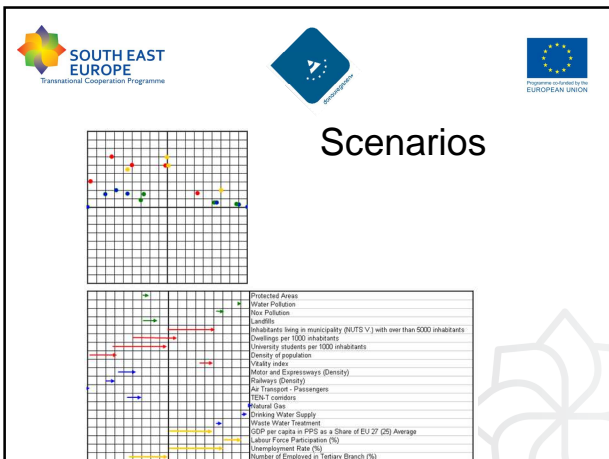 SOUTH EAST
EUROPE
Transnational Cooperation Programme
donauregionen+
Programme co-funded by the
EUROPEAN UNION
Scenarios
Protected Areas
Water Pollution
Nox Pollution
Landfills
Inhabitants living in municipality (NUTS V.) with over than 5000 inhabitants
Dwellings per 1000 inhabitants
University students per 1000 inhabitants
Density of population
Vitality index
Motor and Expressways (Density)
Railways (Density)
Air Transport - Passengers
TEN-T corridors
Natural Gas
Drinking Water Supply
Waste Water Treatment
GDP per capita in PPS as a Share of EU 27 (25) Average
Labour Force Participation (%)
Unemployment Rate (%)
Number of Employed in Tertiary Branch (%)